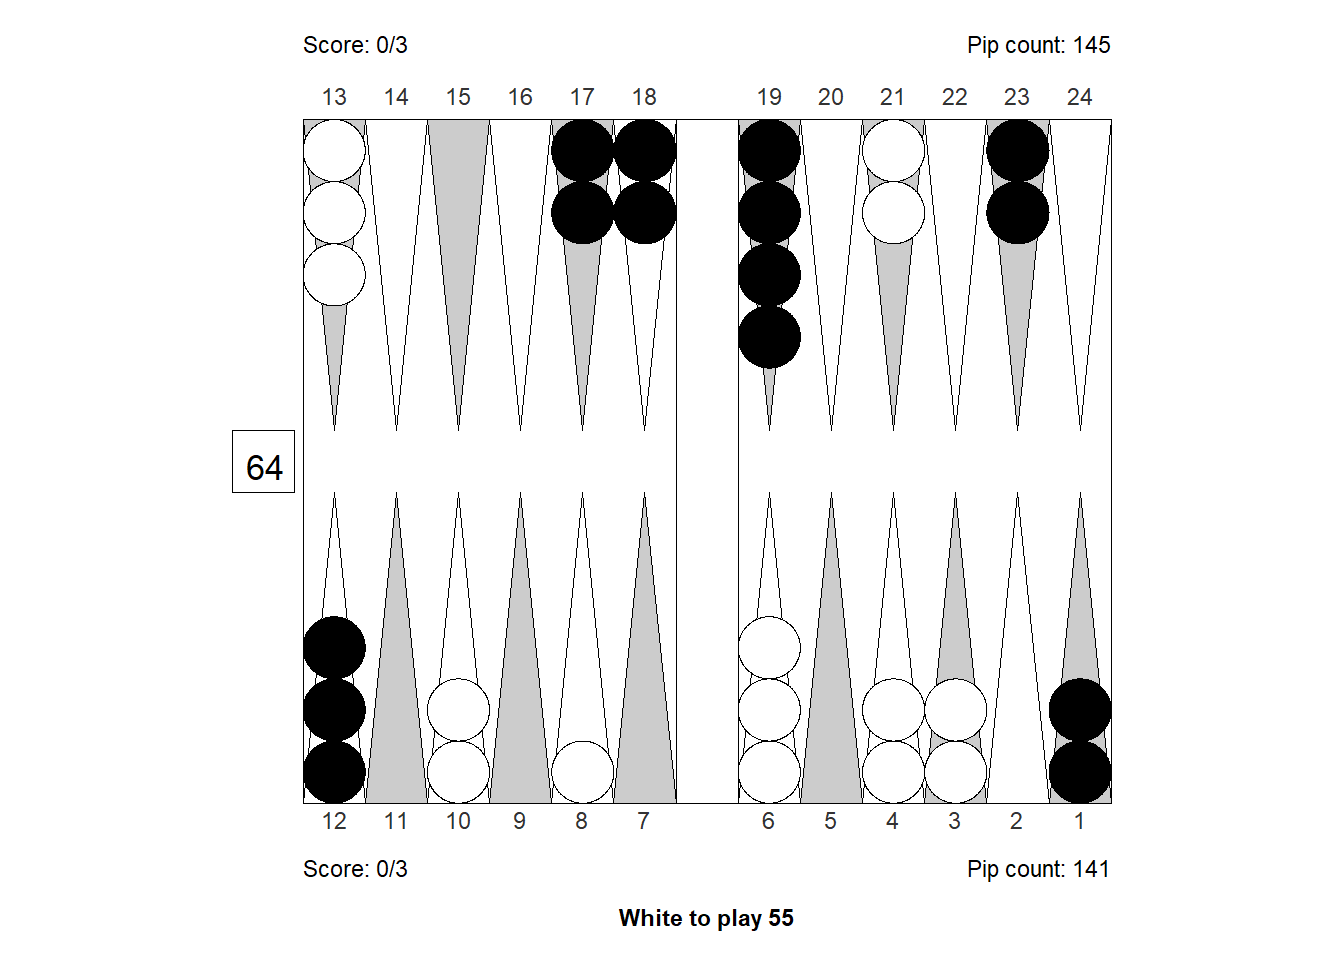 Score: 0/3 Pip count: 145
13 14 15 16 17 18 19 20 21 22 23 24
64
12 11 10 9 8 7 6 5 4 3 2 1
Score: 0/3 Pip count: 141
White to play 55